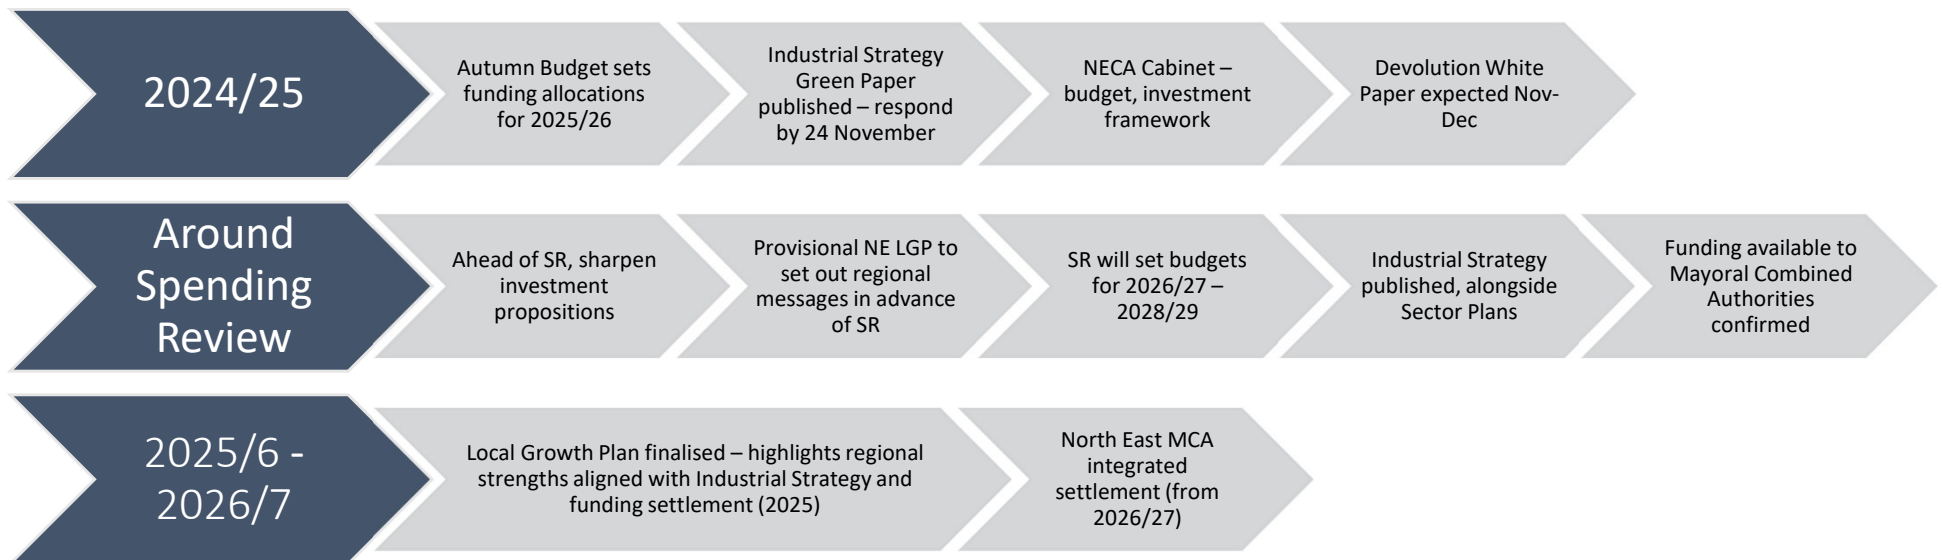 2024/25
Autumn Budget sets
funding allocations
for 2025/26
Industrial Strategy
Green Paper
published – respond
by 24 November
NECA Cabinet –
budget, investment
framework
Devolution White
Paper expected Nov-
Dec
Around
Spending
Review
Ahead of SR, sharpen
investment
propositions
Provisional NE LGP to
set out regional
messages in advance
of SR
SR will set budgets
for 2026/27 –
2028/29
Industrial Strategy
published, alongside
Sector Plans
Funding available to
Mayoral Combined
Authorities
confirmed
2025/6 -
2026/7
Local Growth Plan finalised – highlights regional
strengths aligned with Industrial Strategy and
funding settlement (2025)
North East MCA
integrated
settlement (from
2026/27)